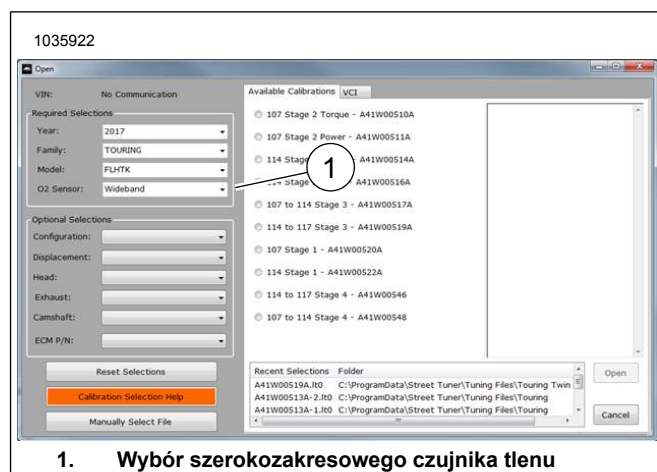 1035922
Open
VIN: No Communication
Required Selections
Year: 2017
Family: TOURING
Model: FLHTK
O2 Sensor: Wideband
Optional Selections
Configuration:
Displacement:
Head:
Exhaust:
Camshaft:
ECM P/N:
Reset Selections
Calibration Selection Help
Manually Select File
Available Calibrations VCI
107 Stage 2 Torque - A41W00510A
107 Stage 2 Power - A41W00511A
114 Stage - A41W00514A
114 Stage - A41W00516A
107 to 114 Stage 3 - A41W00517A
114 to 117 Stage 3 - A41W00519A
107 Stage 1 - A41W00520A
114 Stage 1 - A41W00522A
114 to 117 Stage 4 - A41W00546
107 to 114 Stage 4 - A41W00548
1
Recent Selections Folder
A41W00519A.lt0 C:\ProgramData\Street Tuner\Tuning Files\Touring Twin
A41W00513A-2.lt0 C:\ProgramData\Street Tuner\Tuning Files\Touring
A41W00513A-1.lt0 C:\ProgramData\Street Tuner\Tuning Files\Touring
Open
Cancel
1. Wybór szerokozakresowego czujnika tlenu